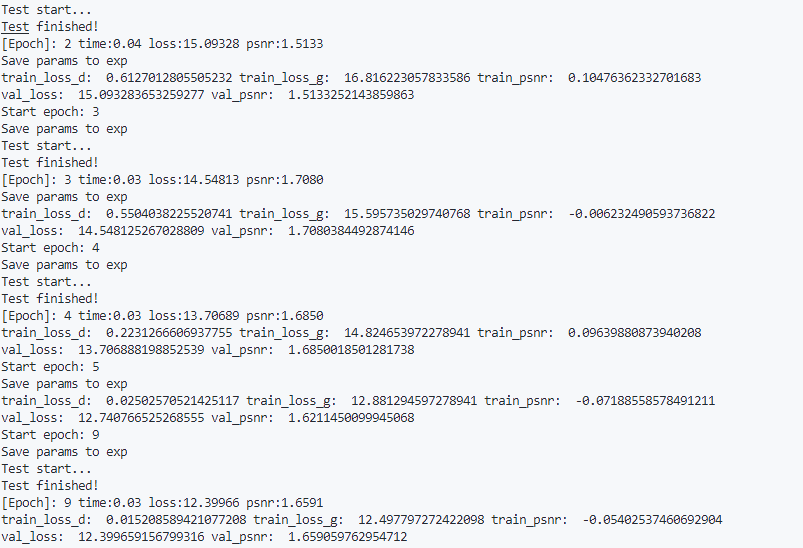 Test start...
Test finished!
[Epoch]: 2 time:0.04 loss:15.09328 psnr:1.5133
Save params to exp
train_loss_d:  0.6127012805505232 train_loss_g:  16.816223057833586 train_psnr:  0.10476362332701683
val_loss:  15.093283653259277 val_psnr:  1.5133252143859863
Start epoch: 3
Save params to exp
Test start...
Test finished!
[Epoch]: 3 time:0.03 loss:14.54813 psnr:1.7080
Save params to exp
train_loss_d:  0.5504038225520741 train_loss_g:  15.595735029740768 train_psnr:  -0.006232490593736822
val_loss:  14.548125267028809 val_psnr:  1.7080384492874146
Start epoch: 4
Save params to exp
Test start...
Test finished!
[Epoch]: 4 time:0.03 loss:13.70689 psnr:1.6850
train_loss_d:  0.2231266606937755 train_loss_g:  14.824653972278941 train_psnr:  0.09639880873940208
val_loss:  13.706888198852539 val_psnr:  1.6850018501281738
Start epoch: 5
Save params to exp
train_loss_d:  0.02502570521425117 train_loss_g:  12.881294597278941 train_psnr:  -0.07188558578491211
val_loss:  12.740766525268555 val_psnr:  1.6211450099945068
Start epoch: 9
Save params to exp
Test start...
Test finished!
[Epoch]: 9 time:0.03 loss:12.39966 psnr:1.6591
train_loss_d:  0.015208589421077208 train_loss_g:  12.497797272422098 train_psnr:  -0.05402537460692904
val_loss:  12.399659156799316 val_psnr:  1.659059762954712